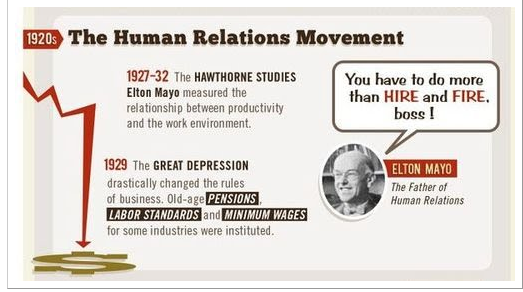 1920s The Human Relations Movement
1927-32 The HAWTHORNE STUDIES
Elton Mayo measured the
relationship between productivity
and the work environment.
You have to do more
than HIRE and FIRE,
boss !
1929 The GREAT DEPRESSION
drastically changed the rules
of business. Old-age PENSIONS,
LABOR STANDARDS and MINIMUM WAGES
for some industries were instituted.
ELTON MAYO
The Father of
Human Relations